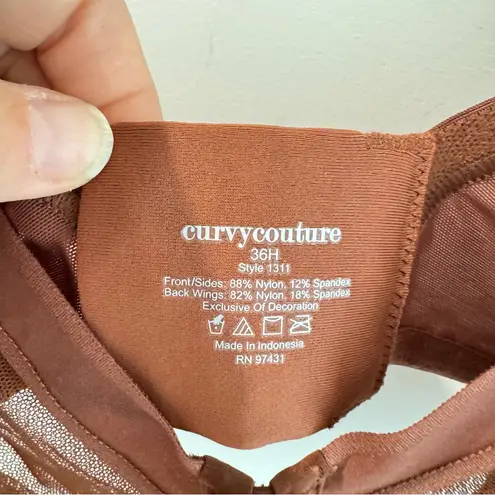 curvycouture
36H
Style 1311
Front/Sides: 88% Nylon, 12% Spandex
Back Wings: 82% Nylon, 18% Spandex
Exclusive Of Decoration
Made In Indonesia
RN 97431